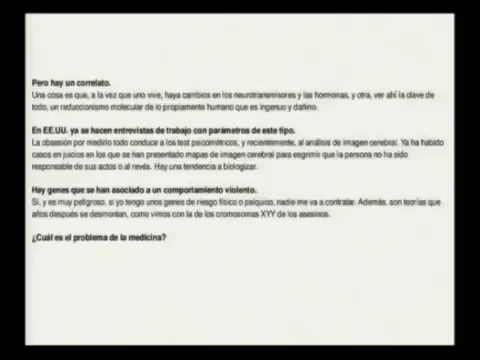 Pero hay un correlato.
Una cosa es que, a la vez que uno vive, haya cambios en los neurotransmisores y las hormonas, y otra, ver ahí la clave de
todo, un reduccionismo molecular de lo propiamente humano que es ingenuo y dañino.
En EE.UU. ya se hacen entrevistas de trabajo con parámetros de este tipo.
La obsesión por medirlo todo conduce a los test psicométricos, y recientemente, al análisis de imagen cerebral. Ya ha habido
casos en juicios en los que se han presentado mapas de imagen cerebral para esgrimir que la persona no ha sido
responsable de sus actos o al revés. Hay una tendencia a biologizar.
Hay genes que se han asociado a un comportamiento violento.
Sí, y es muy peligroso, si yo tengo unos genes de riesgo físico o psíquico, nadie me va a contratar. Además, son teorías que
años después se desmontan, como vimos con la de los cromosomas XYY de los asesinos.
¿Cuál es el problema de la medicina?